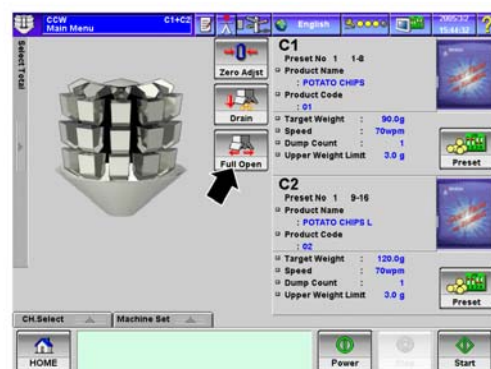 CCW
Main Menu
C1+C2
English
2005/3/2
15:44:32
?
Select Total
Zero Adjst
Drain
Full Open
C1
Preset No 1 1-8
Product Name
: POTATO CHIPS
Product Code
: 01
Target Weight : 90.0g
Speed : 70wpm
Dump Count : 1
Upper Weight Limit 3.0 g
Preset
C2
Preset No 1 9-16
Product Name
: POTATO CHIPS L
Product Code
: 02
Target Weight : 120.0g
Speed : 70wpm
Dump Count : 1
Upper Weight Limit 3.0 g
Preset
CH.Select
Machine Set
HOME
Power
Stop
Start